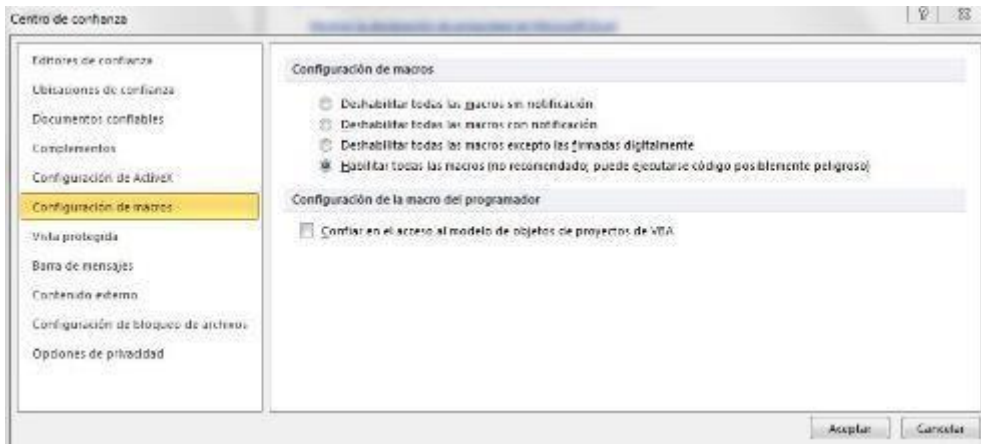 Centro de confianza
Editores de confianza
Ubicaciones de confianza
Documentos confiables
Complementos
Configuración de ActiveX
Configuración de macros
Vista protegida
Barra de mensajes
Contenido externo
Configuración de bloqueo de archivos
Opciones de privacidad
Configuración de macros
Deshabilitar todas las macros sin notificación
Deshabilitar todas las macros con notificación
Deshabilitar todas las macros excepto las firmadas digitalmente
Habilitar todas las macros (no recomendado; puede ejecutarse código posiblemente peligroso)
Configuración de la macro del programador
Confiar en el acceso al modelo de objetos de proyectos de VBA
Aceptar
Cancelar